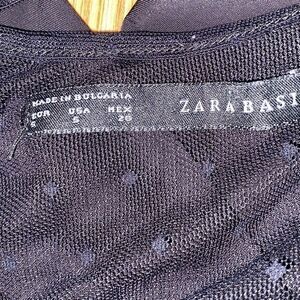 MADE IN BULGARIA
EUR USA MEX
S S 26
ZARA BASI